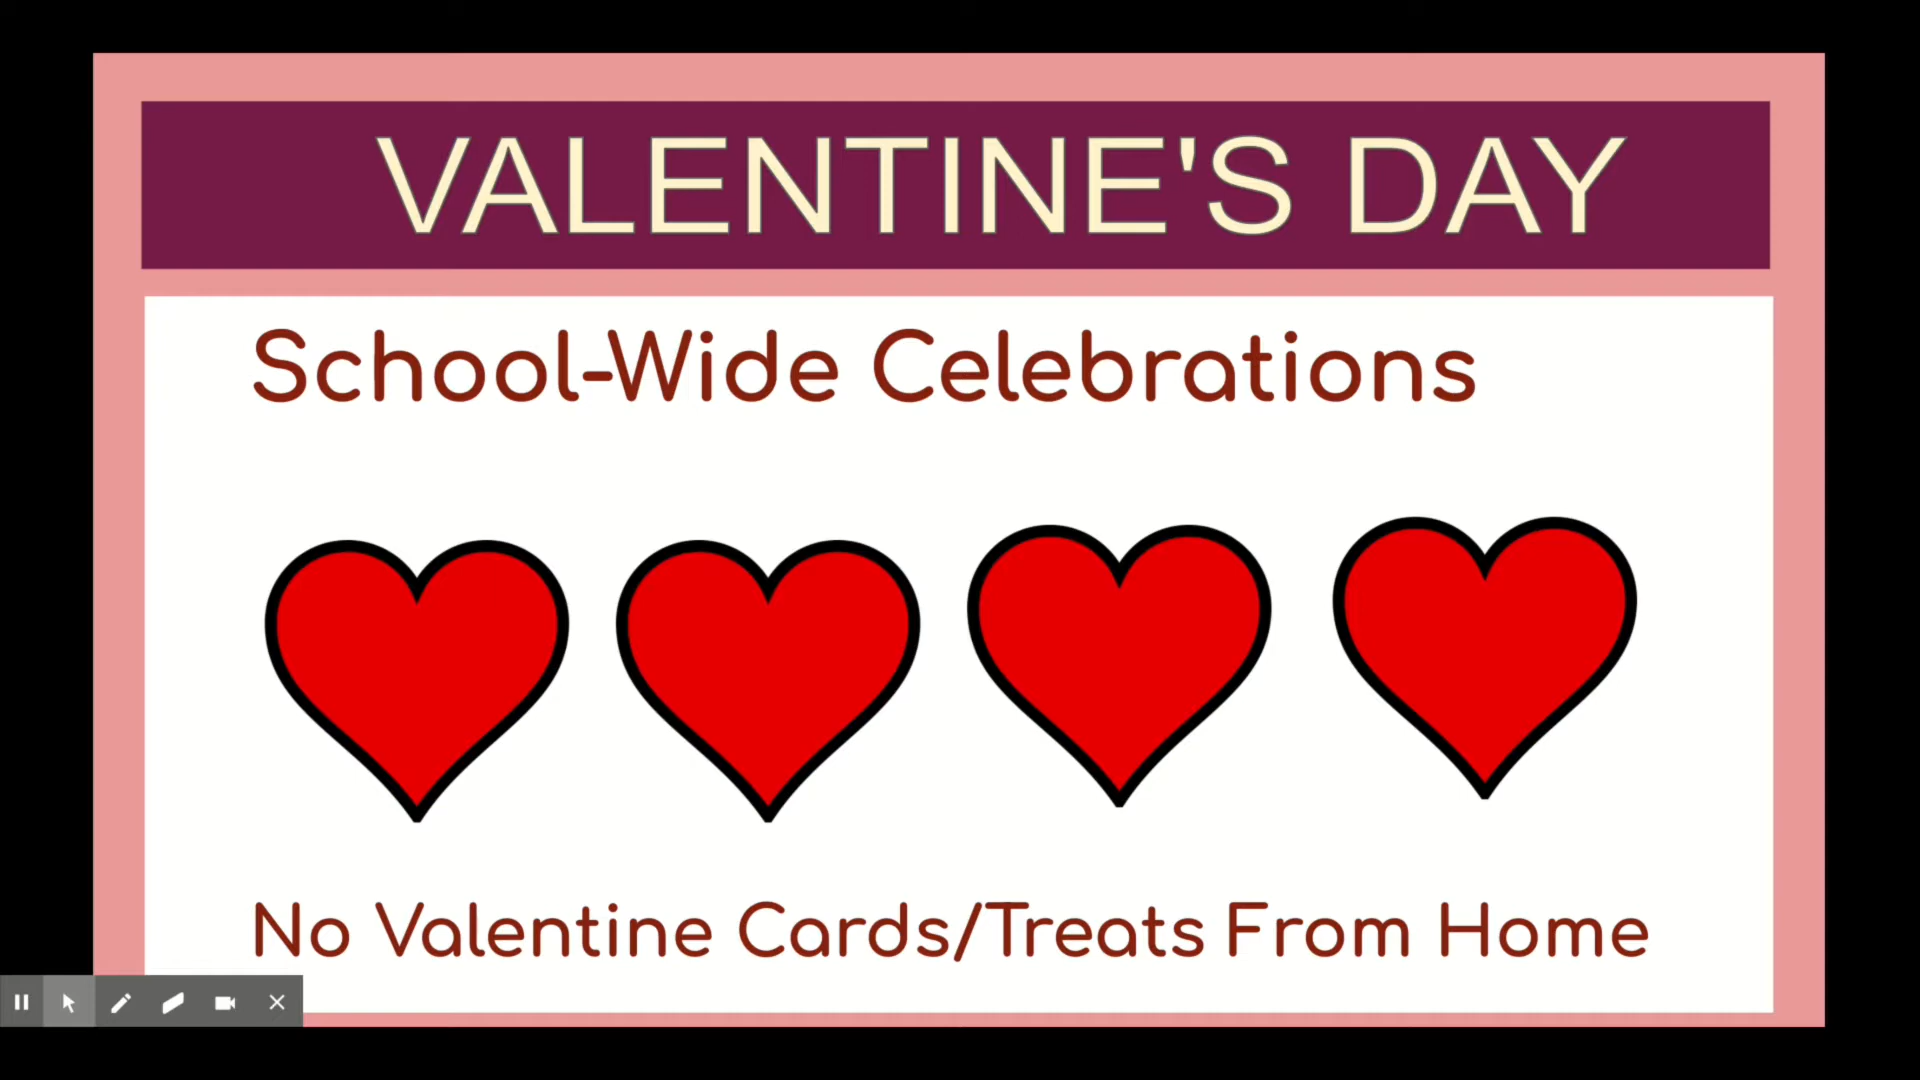 VALENTINE'S DAY
School-Wide Celebrations
No Valentine Cards/Treats From Home